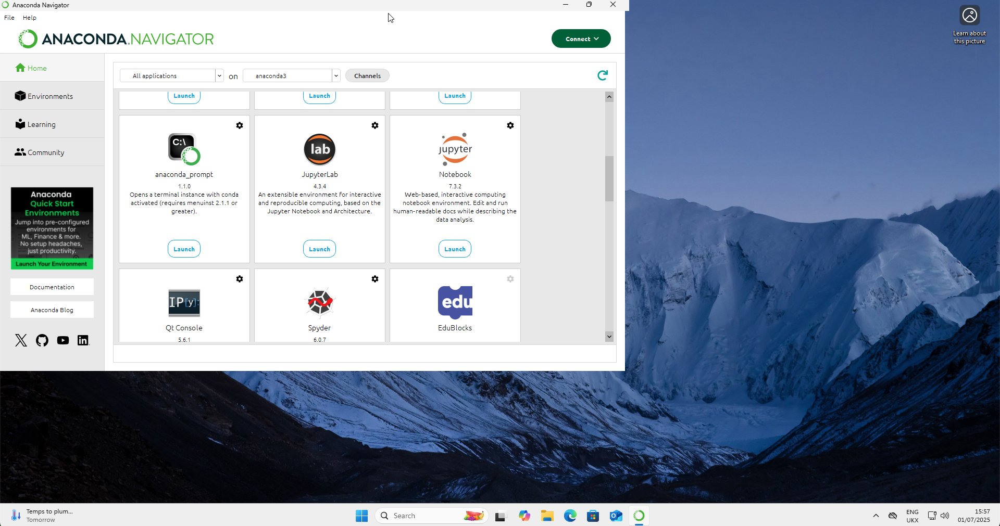 Anaconda Navigator
File Help
ANACONDA.NAVIGATOR
Connect
Learn about
this picture
Home
Environments
Learning
Community
All applications
on
anaconda3
Channels
Launch
Launch
Launch
anaconda_prompt
1.1.0
Opens a terminal instance with conda
activated (requires menuinst 2.1.1 or
greater).
Launch
lab
JupyterLab
4.3.4
An extensible environment for interactive
and reproducible computing, based on the
Jupyter Notebook and Architecture.
Launch
jupyter
Notebook
7.3.2
Web-based, interactive computing
notebook environment. Edit and run
human-readable docs while describing the
data analysis.
Launch
C:\
IP[y]:
Qt Console
5.6.1
Spyder
6.0.7
edu
EduBlocks
Anaconda
Quick Start
Environments
Jump into pre-configured
environments for
ML, Finance & more.
No setup headaches,
just productivity.
Launch Your Environment
Documentation
Anaconda Blog
Temps to plum...
Tomorrow
Search
ENG
UKX
15:57
01/07/2025